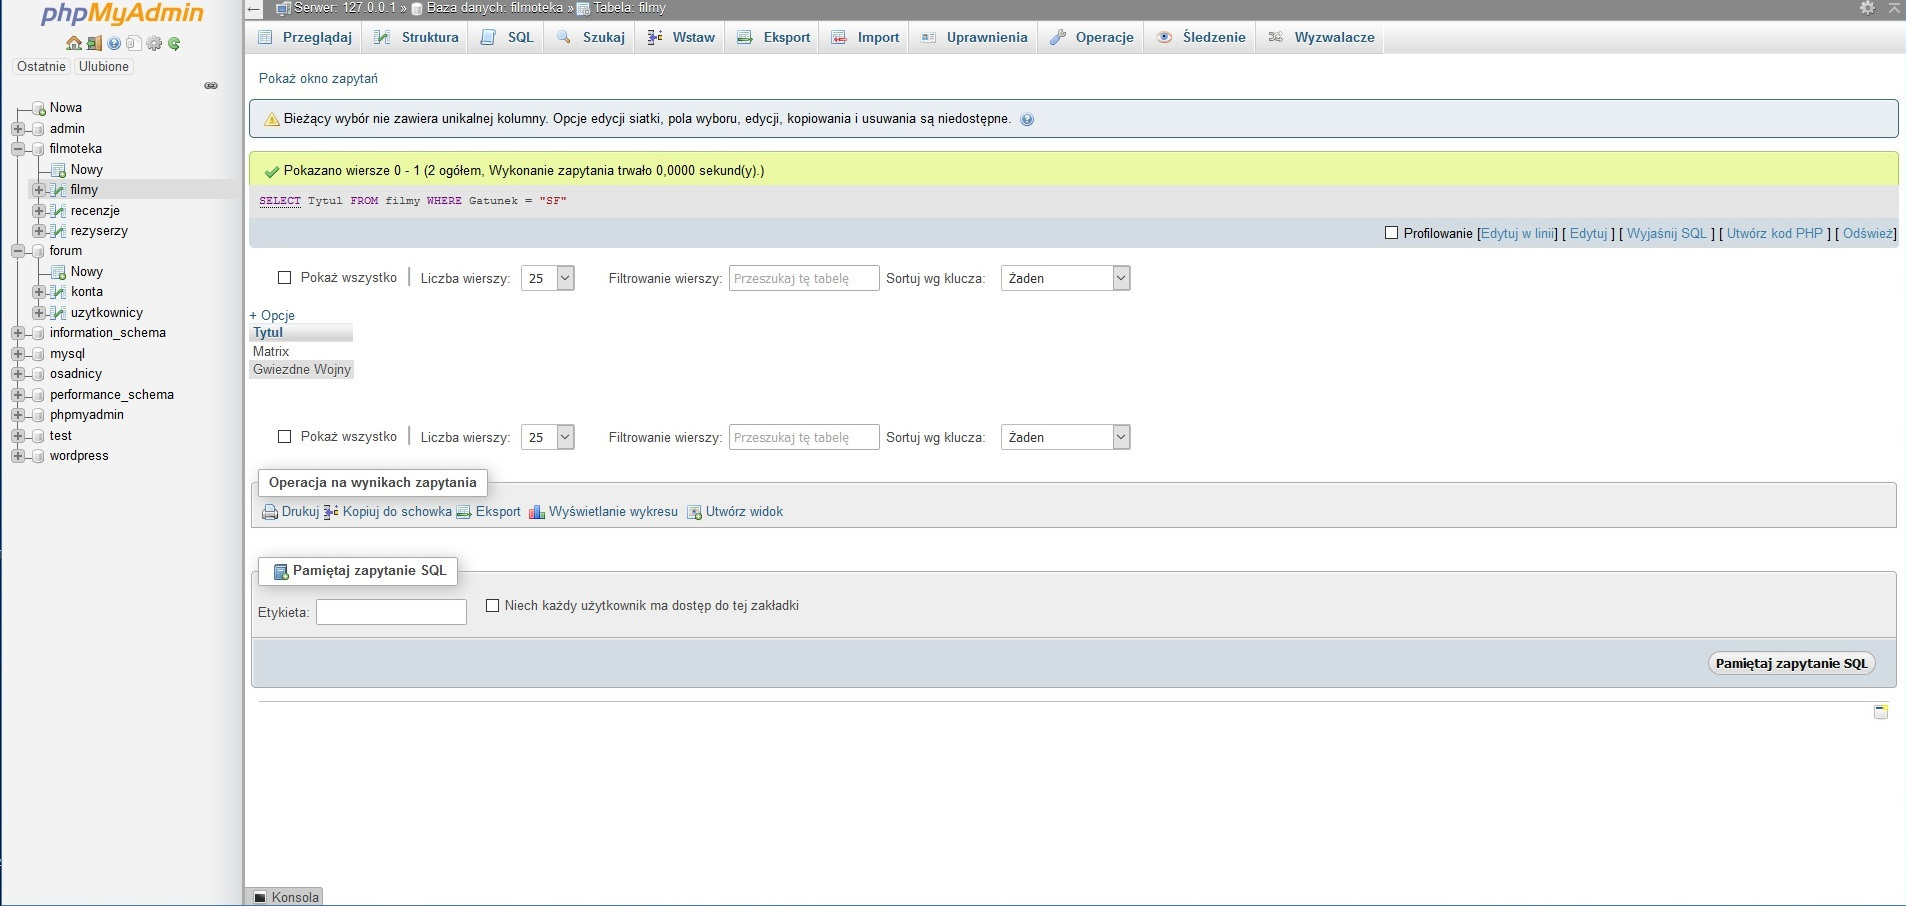 phpMyAdmin
Ostatnie Ulubione
Nowa
admin
filmoteka
Nowy
filmy
recenzje
rezyserzy
forum
Nowy
konta
uzytkownicy
information_schema
mysql
osadnicy
performance_schema
phpmyadmin
test
wordpress
Serwer: 127.0.0.1 » Baza danych: filmoteka » Tabela: filmy
Przeglądaj Struktura SQL Szukaj Wstaw Eksport Import Uprawnienia Operacje Śledzenie Wyzwalacze
Pokaż okno zapytań
Bieżący wybór nie zawiera unikalnej kolumny. Opcje edycji siatki, pola wyboru, edycji, kopiowania i usuwania są niedostępne.
Pokazano wiersze 0 - 1 (2 ogółem, Wykonanie zapytania trwało 0,0000 sekund(y).)
SELECT Tytul FROM filmy WHERE Gatunek = "SF"
Profilowanie [Edytuj w linii] [ Edytuj ] [ Wyjaśnij SQL ] [ Utwórz kod PHP ] [ Odśwież]
Pokaż wszystko | Liczba wierszy: 25 Filtrowanie wierszy: Przeszukaj tę tabelę Sortuj wg klucza: Żaden
+ Opcje
Tytul
Matrix
Gwiezdne Wojny
Pokaż wszystko | Liczba wierszy: 25 Filtrowanie wierszy: Przeszukaj tę tabelę Sortuj wg klucza: Żaden
Operacja na wynikach zapytania
Drukuj Kopiuj do schowka Eksport Wyświetlanie wykresu Utwórz widok
Pamiętaj zapytanie SQL
Etykieta: Niech każdy użytkownik ma dostęp do tej zakładki
Pamiętaj zapytanie SQL
Konsola